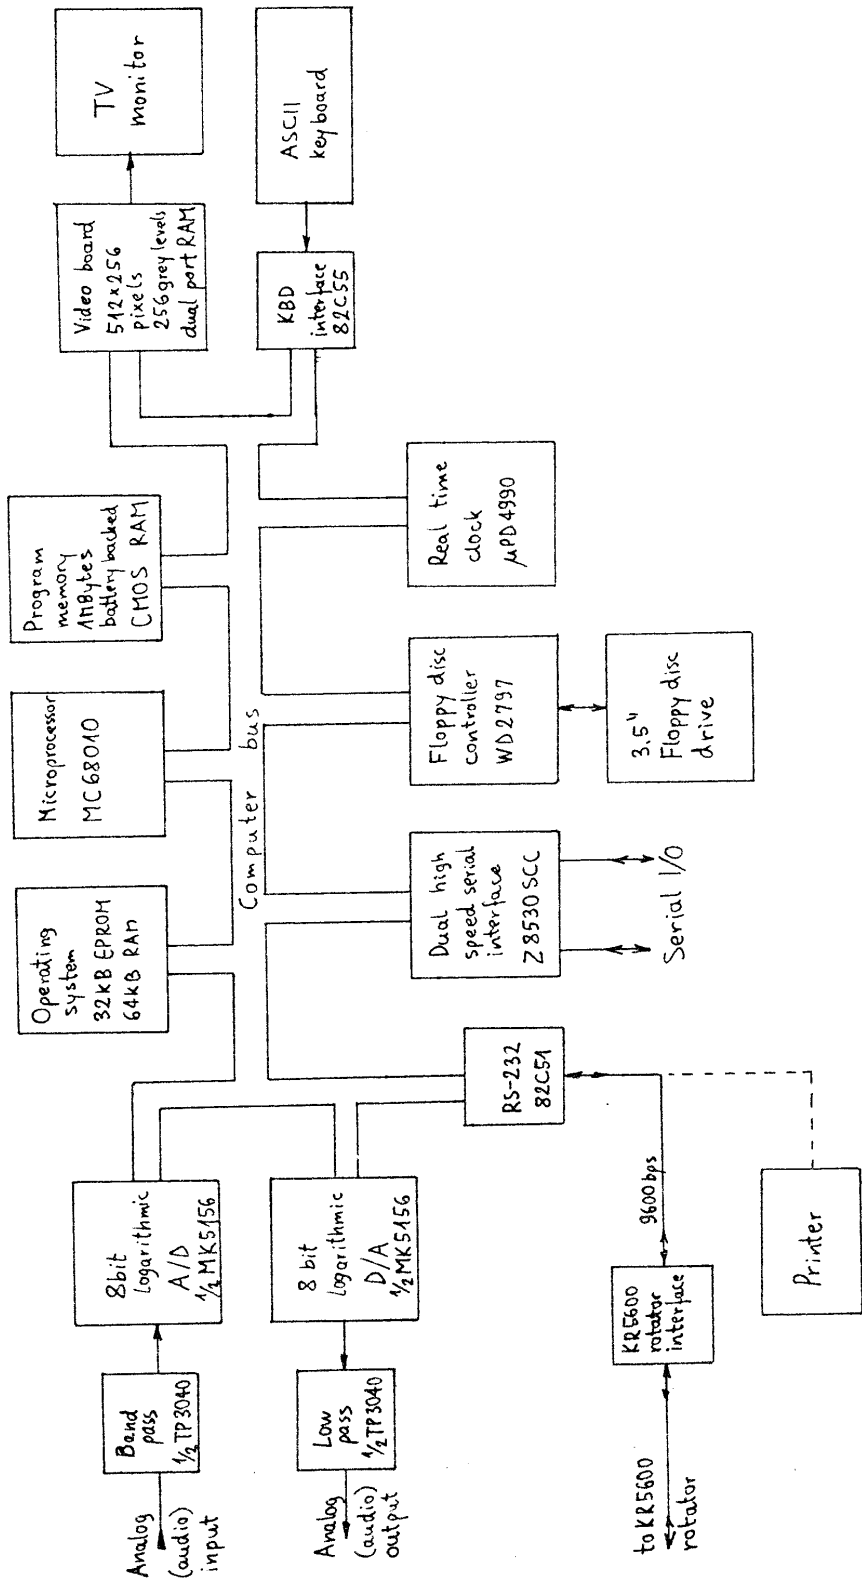 Analog
(audio)
input
Band
pass
1/2 TP3040
8bit
logarithmic
A/D
1/2 MK5156
Operating
system
32KB EPROM
64KB RAM
Microprocessor
MC68010
Program
memory
1MBytes
battery backed
CMOS RAM
Video board
512x256
pixels
256 grey levels
dual port RAM
TV
monitor
Analog
(audio)
output
Low
pass
1/2 TP3040
8 bit
logarithmic
D/A
1/2 MK5156
Computer bus
KBD
interface
82C55
ASCII
keyboard
RS-232
82C51
Dual high
speed serial
interface
Z8530 SCC
Floppy disc
controller
WD2797
Real time
clock
µPD4990
to KR5600
rotator
KR5600
rotator
interface
9600bps
Serial I/O
3.5"
Floppy disc
drive
Printer